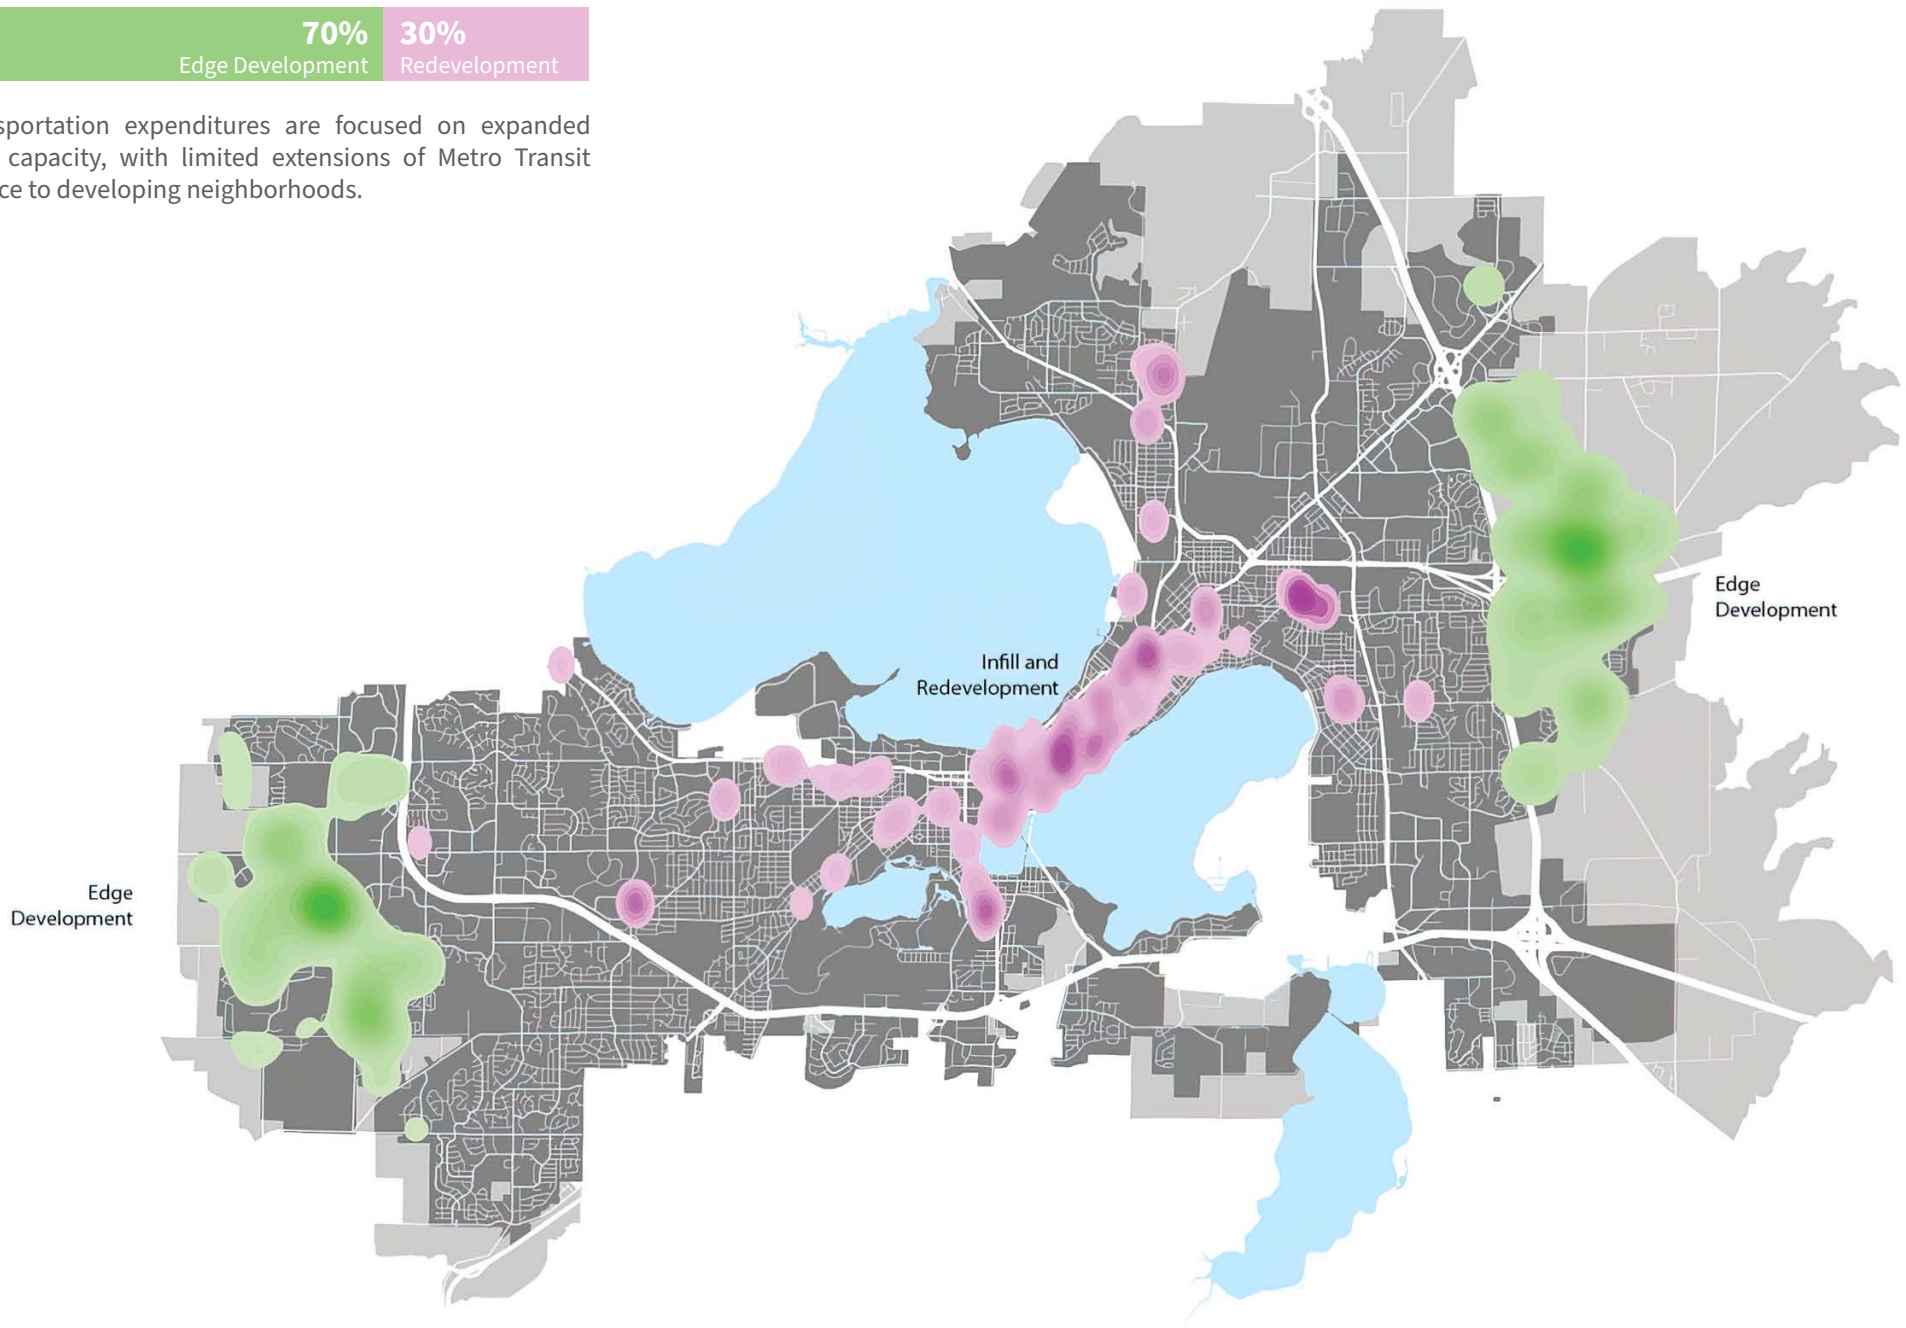 70%
Edge Development
30%
Redevelopment
sportation expenditures are focused on expanded
capacity, with limited extensions of Metro Transit
ce to developing neighborhoods.
Edge
Development
Infill and
Redevelopment
Edge
Development